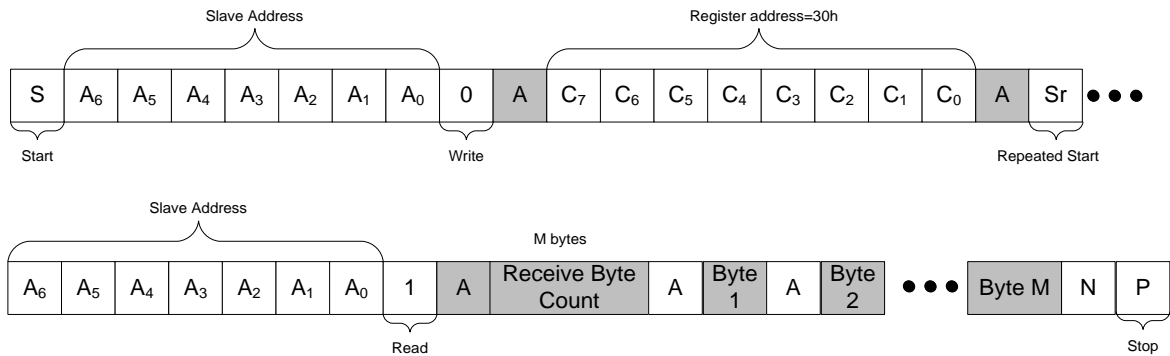 Slave Address
Register address=30h
S A₆ A₅ A₄ A₃ A₂ A₁ A₀ 0 A C₇ C₆ C₅ C₄ C₃ C₂ C₁ C₀ A Sr •••
Start
Write
Repeated Start
Slave Address
M bytes
A₆ A₅ A₄ A₃ A₂ A₁ A₀ 1 A Receive Byte Count A Byte 1 A Byte 2 ••• Byte M N P
Read
Stop